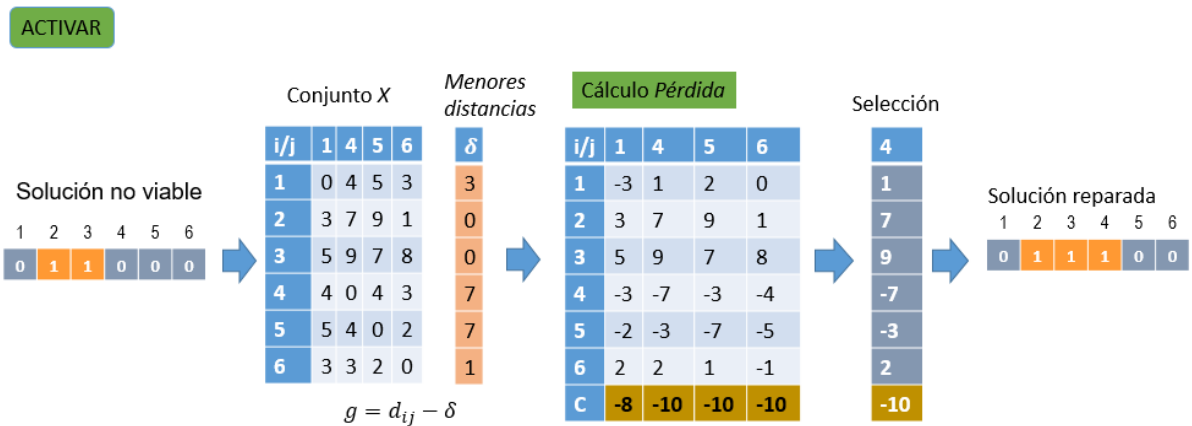 ACTIVAR
Solución no viable
1 2 3 4 5 6
0 1 1 0 0 0
Conjunto X
i/j 1 4 5 6
1 0 4 5 3
2 3 7 9 1
3 5 9 7 8
4 4 0 4 3
5 5 4 0 2
6 3 3 2 0
g = d_{ij} − δ
Menores
distancias
δ
3
0
0
7
7
1
Cálculo Pérdida
i/j 1 4 5 6
1 -3 1 2 0
2 3 7 9 1
3 5 9 7 8
4 -3 -7 -3 -4
5 -2 -3 -7 -5
6 2 2 1 -1
C -8 -10 -10 -10
Selección
4
1
7
9
-7
-3
2
-10
Solución reparada
1 2 3 4 5 6
0 1 1 1 0 0